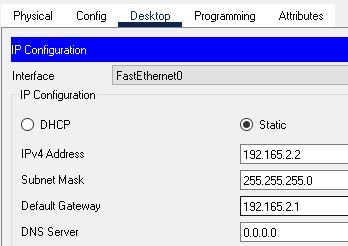 Physical Config Desktop Programming Attributes
IP Configuration
Interface FastEthernet0
IP Configuration
DHCP Static
IPv4 Address 192.165.2.2
Subnet Mask 255.255.255.0
Default Gateway 192.165.2.1
DNS Server 0.0.0.0